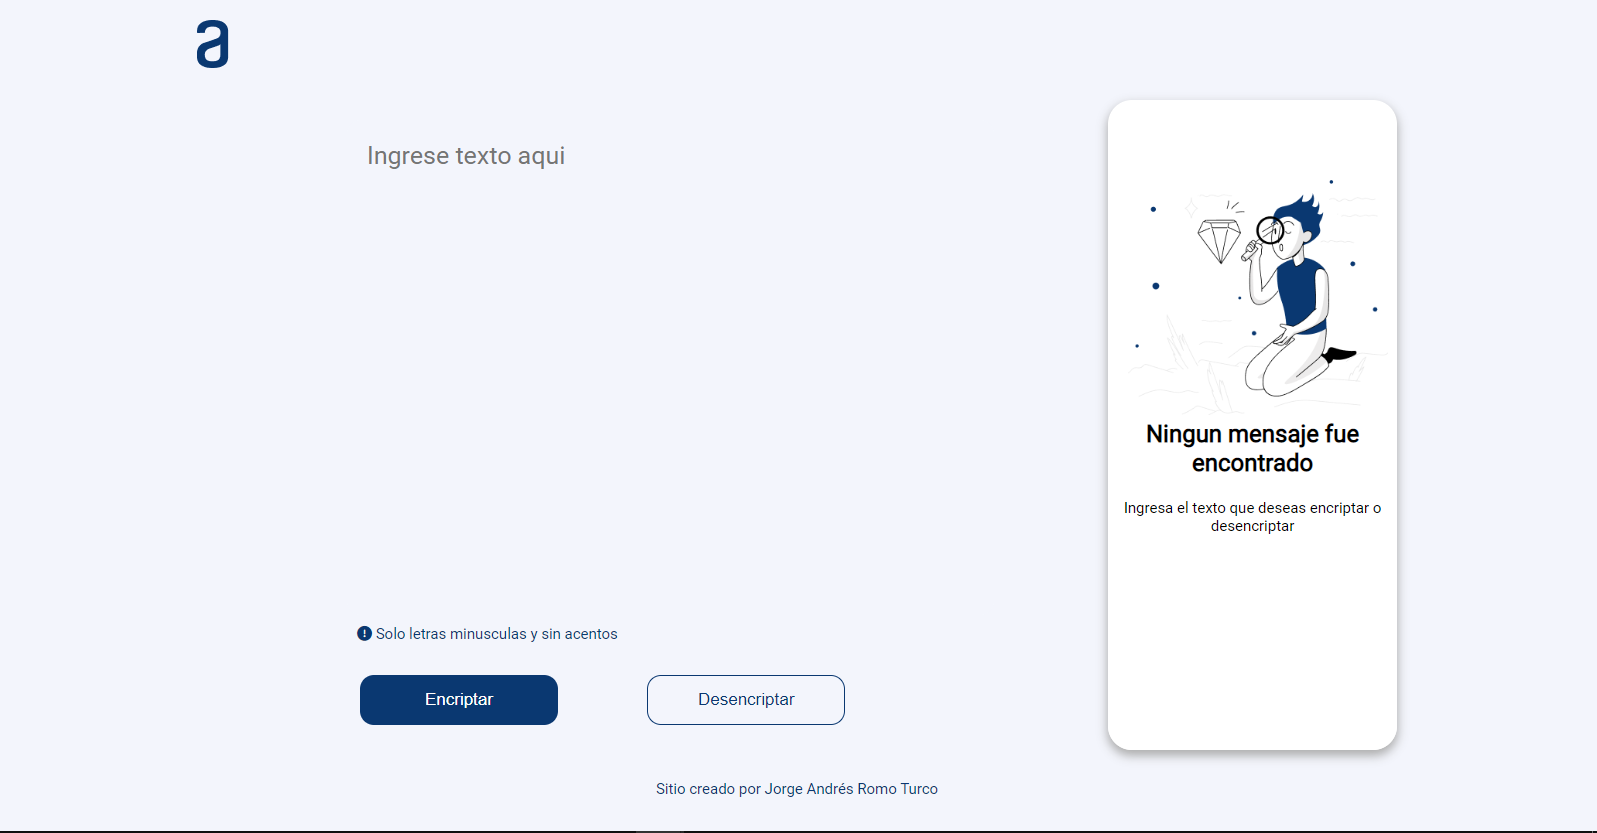 a
Ingrese texto aqui
Ningun mensaje fue
encontrado
Ingresa el texto que deseas encriptar o
desencriptar
! Solo letras minusculas y sin acentos
Encriptar
Desencriptar
Sitio creado por Jorge Andrés Romo Turco